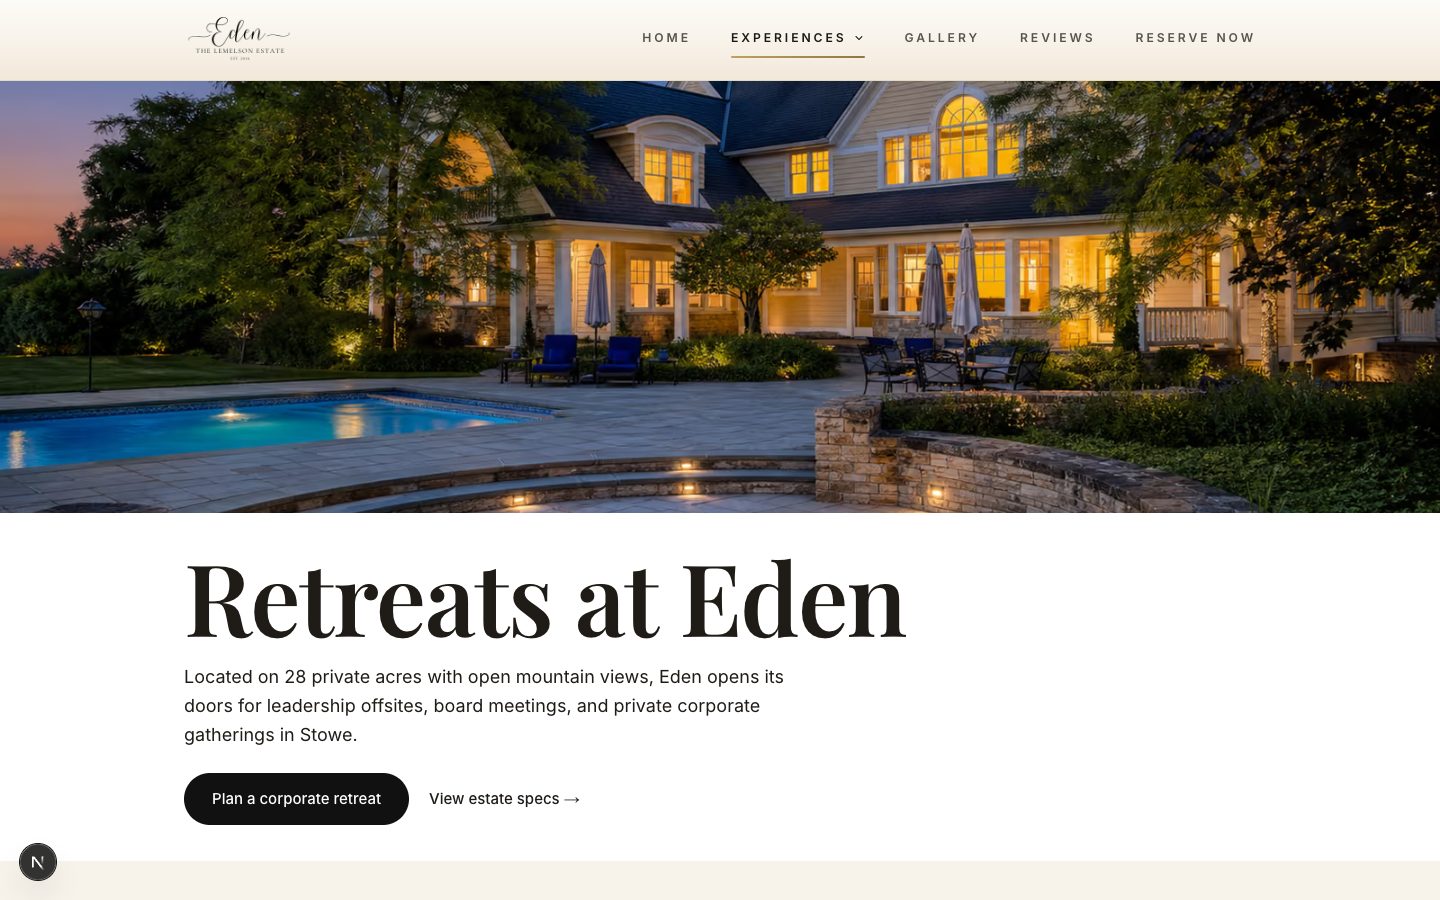 Eden
THE LEMELSON ESTATE
HOME
EXPERIENCES
GALLERY
REVIEWS
RESERVE NOW
Retreats at Eden
Located on 28 private acres with open mountain views, Eden opens its
doors for leadership offsites, board meetings, and private corporate
gatherings in Stowe.
Plan a corporate retreat
View estate specs →
N